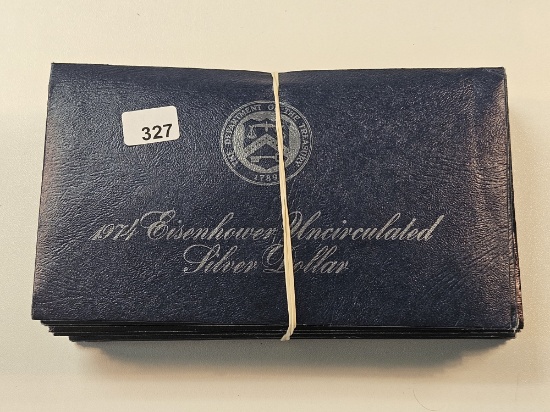 327
THE DEPARTMENT OF THE TREASURY
1789
1974 Eisenhower Uncirculated
Silver Dollar